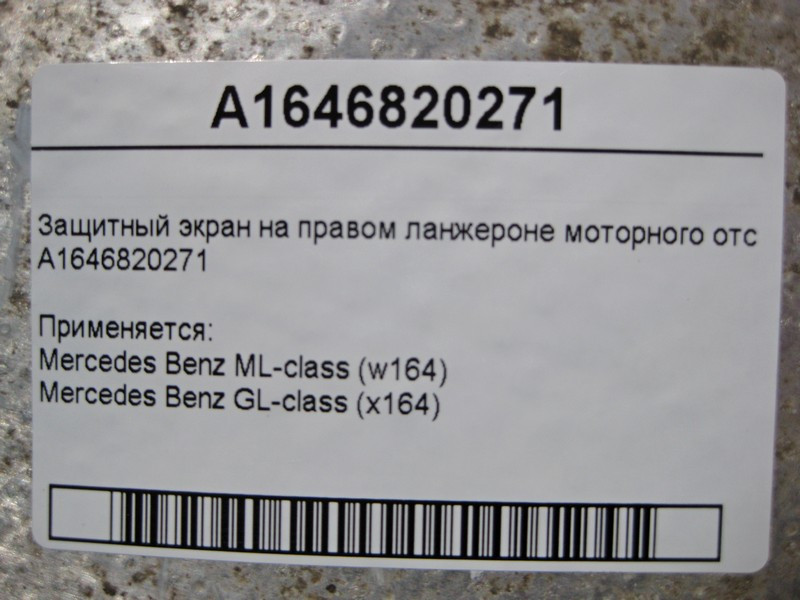 A1646820271
Защитный экран на правом ланжероне моторного отс
A1646820271
Применяется:
Mercedes Benz ML-class (w164)
Mercedes Benz GL-class (x164)